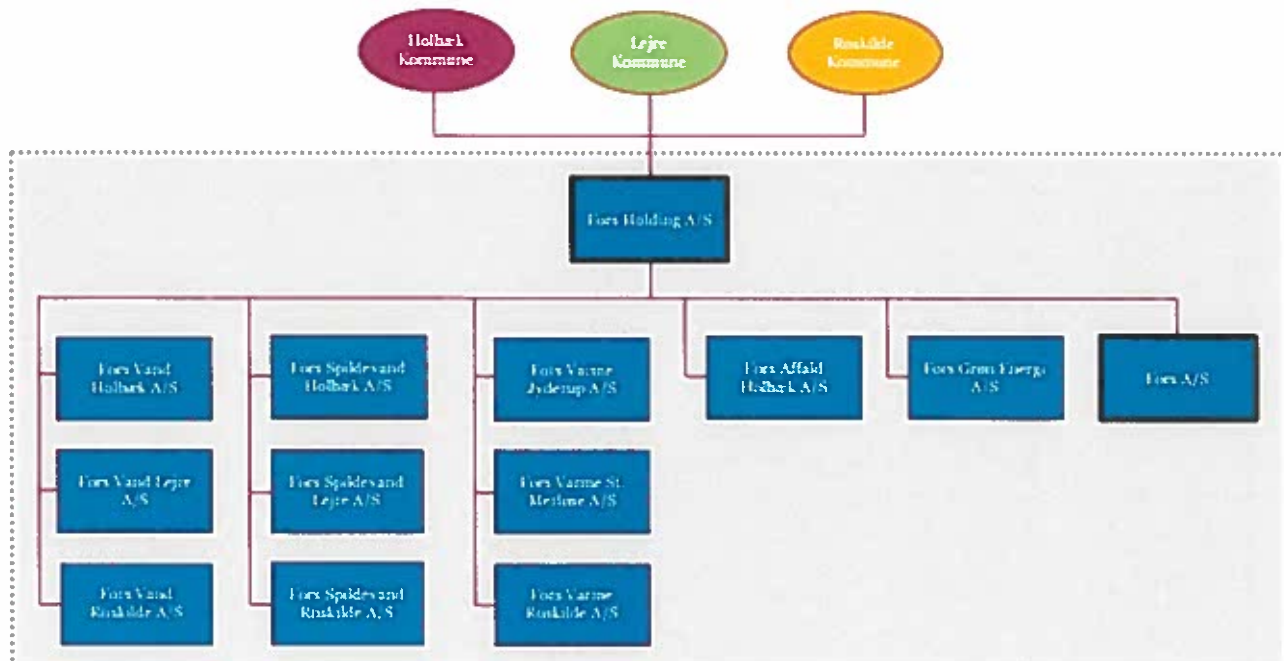 Holbæk
Kommune
Lejre
Kommune
Roskilde
Kommune
Fors Holding A/S
Fors Vand
Holbæk A/S
Fors Spildevand
Holbæk A/S
Fors Varme
Jyderup A/S
Fors Affald
Holbæk A/S
Fors Grøn Energi
A/S
Fors A/S
Fors Vand Lejre
A/S
Fors Spildevand
Lejre A/S
Fors Varme St.
Merløse A/S
Fors Vand
Roskilde A/S
Fors Spildevand
Roskilde A/S
Fors Varme
Roskilde A/S